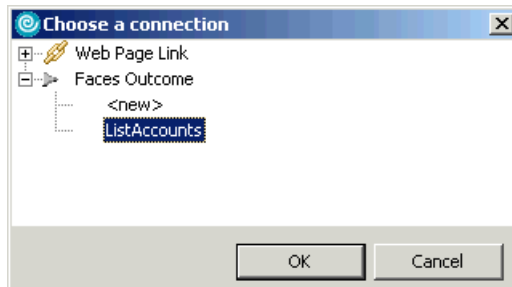 Choose a connection
Web Page Link
Faces Outcome
<new>
ListAccounts
OK
Cancel